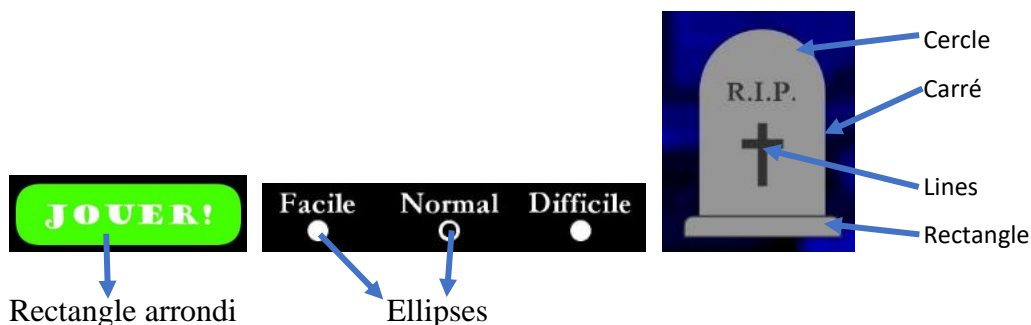 Cercle
Carré
R.I.P.
Lines
Facile Normal Difficile
JOUER!
Rectangle
Rectangle arrondi
Ellipses